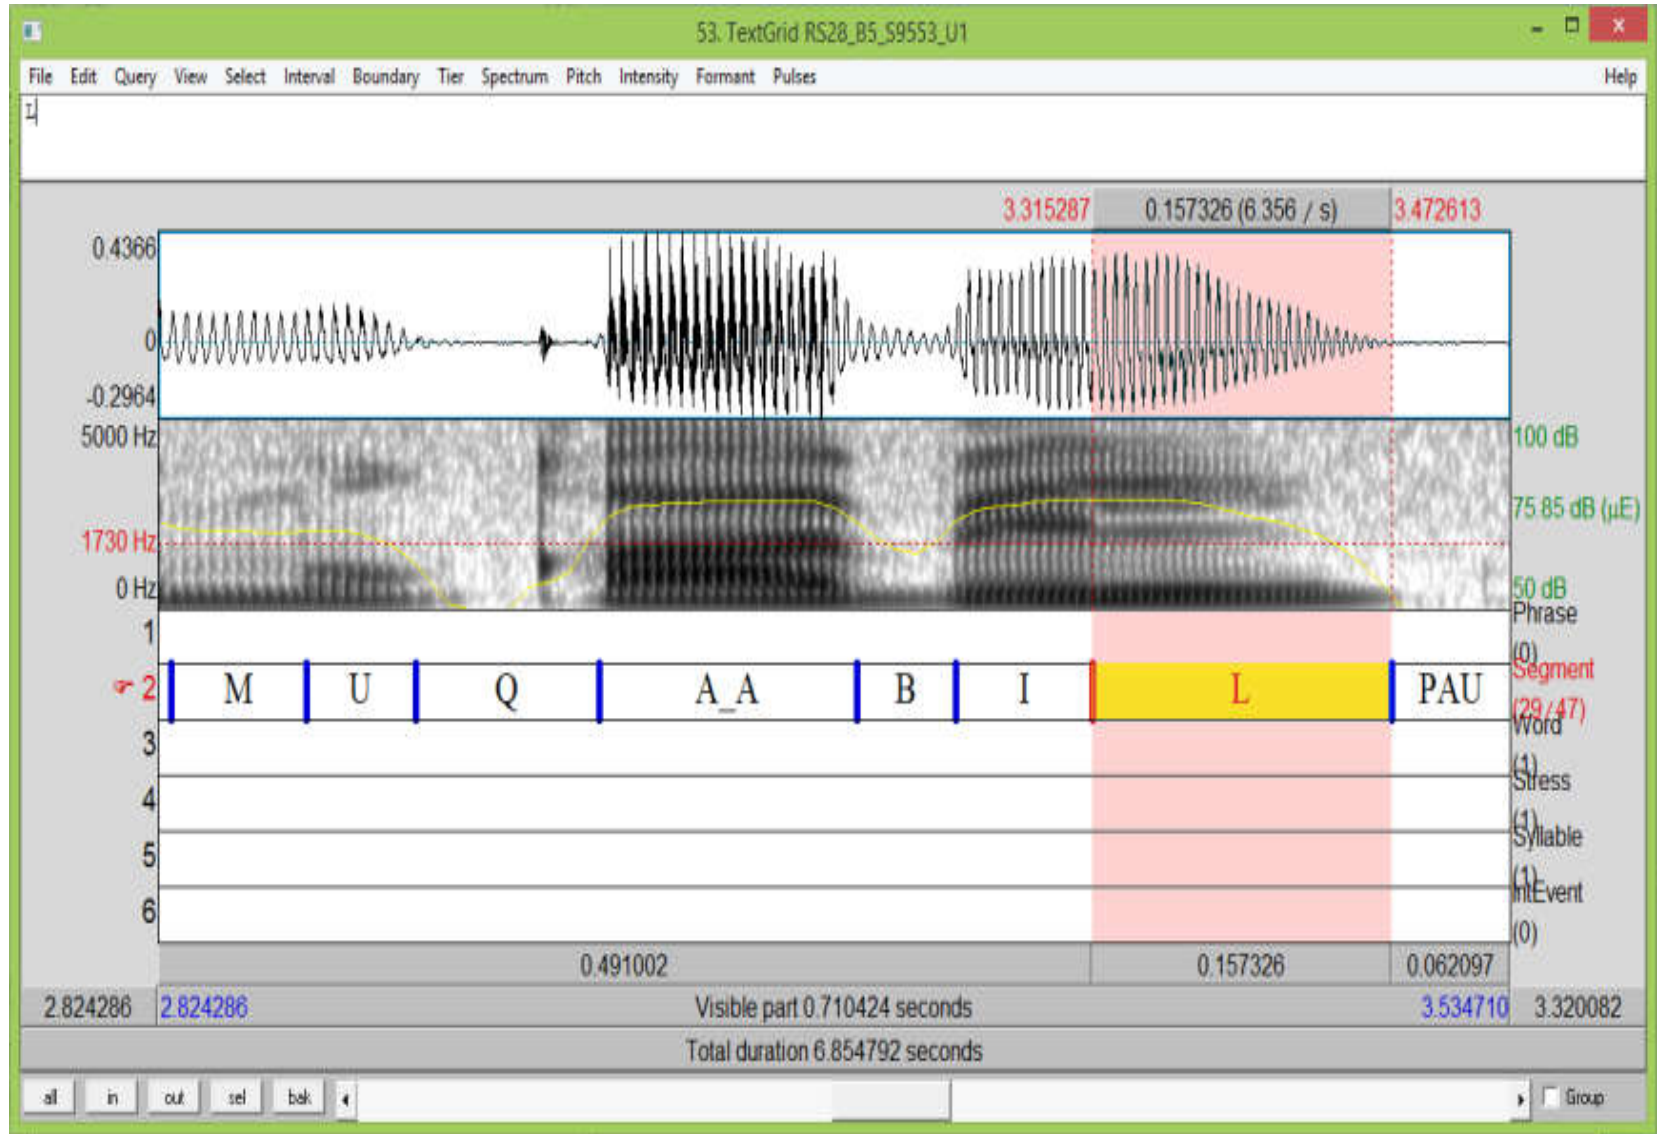 53. TextGrid RS28_B5_S9553_U1
File Edit Query View Select Interval Boundary Tier Spectrum Pitch Intensity Formant Pulses Help
L
3.315287 0.157326 (6.356 / s) 3.472613
0.4366
0
-0.2964
5000 Hz 100 dB
75.85 dB (µE)
1730 Hz
0 Hz 50 dB
1 Phrase
(0)
2 M U Q A_A B I L PAU Segment
(29/47)
3 Word
(1)
4 Stress
(1)
5 Syllable
(1)
6 IntEvent
(0)
0.491002 0.157326 0.062097
2.824286 2.824286 Visible part 0.710424 seconds 3.534710 3.320082
Total duration 6.854792 seconds
all in out sel bak Group